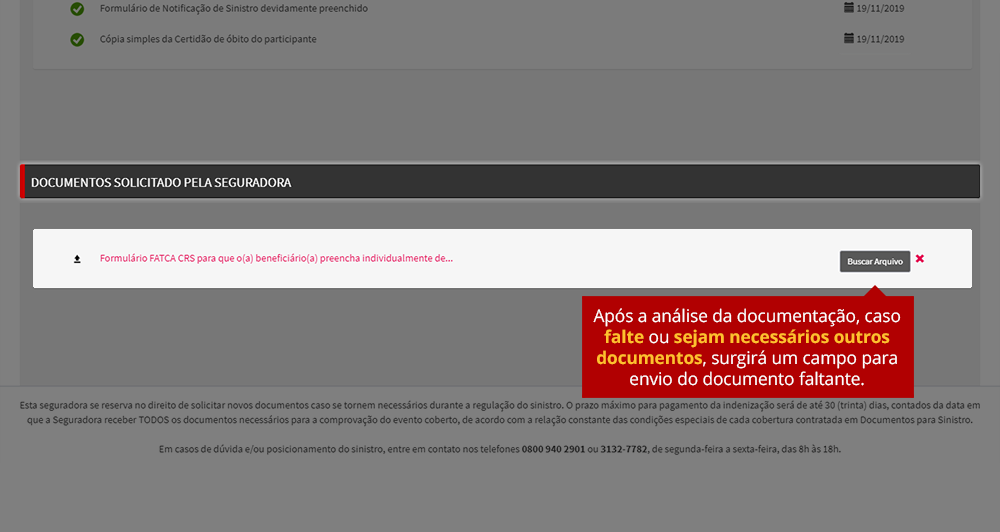 Formulário de Notificação de Sinistro devidamente preenchido 19/11/2019
Cópia simples da Certidão de óbito do participante 19/11/2019
DOCUMENTOS SOLICITADO PELA SEGURADORA
Formulário FATCA CRS para que o(a) beneficiário(a) preencha individualmente de... Buscar Arquivo
Após a análise da documentação, caso
falte ou sejam necessários outros
documentos, surgirá um campo para
envio do documento faltante.
Esta seguradora se reserva no direito de solicitar novos documentos caso se tornem necessários durante a regulação do sinistro. O prazo máximo para pagamento da indenização será de até 30 (trinta) dias, contados da data em
que a Seguradora receber TODOS os documentos necessários para a comprovação do evento coberto, de acordo com a relação constante das condições especiais de cada cobertura contratada em Documentos para Sinistro.
Em casos de dúvida e/ou posicionamento do sinistro, entre em contato nos telefones 0800 940 2901 ou 3132-7782, de segunda-feira a sexta-feira, das 8h às 18h.